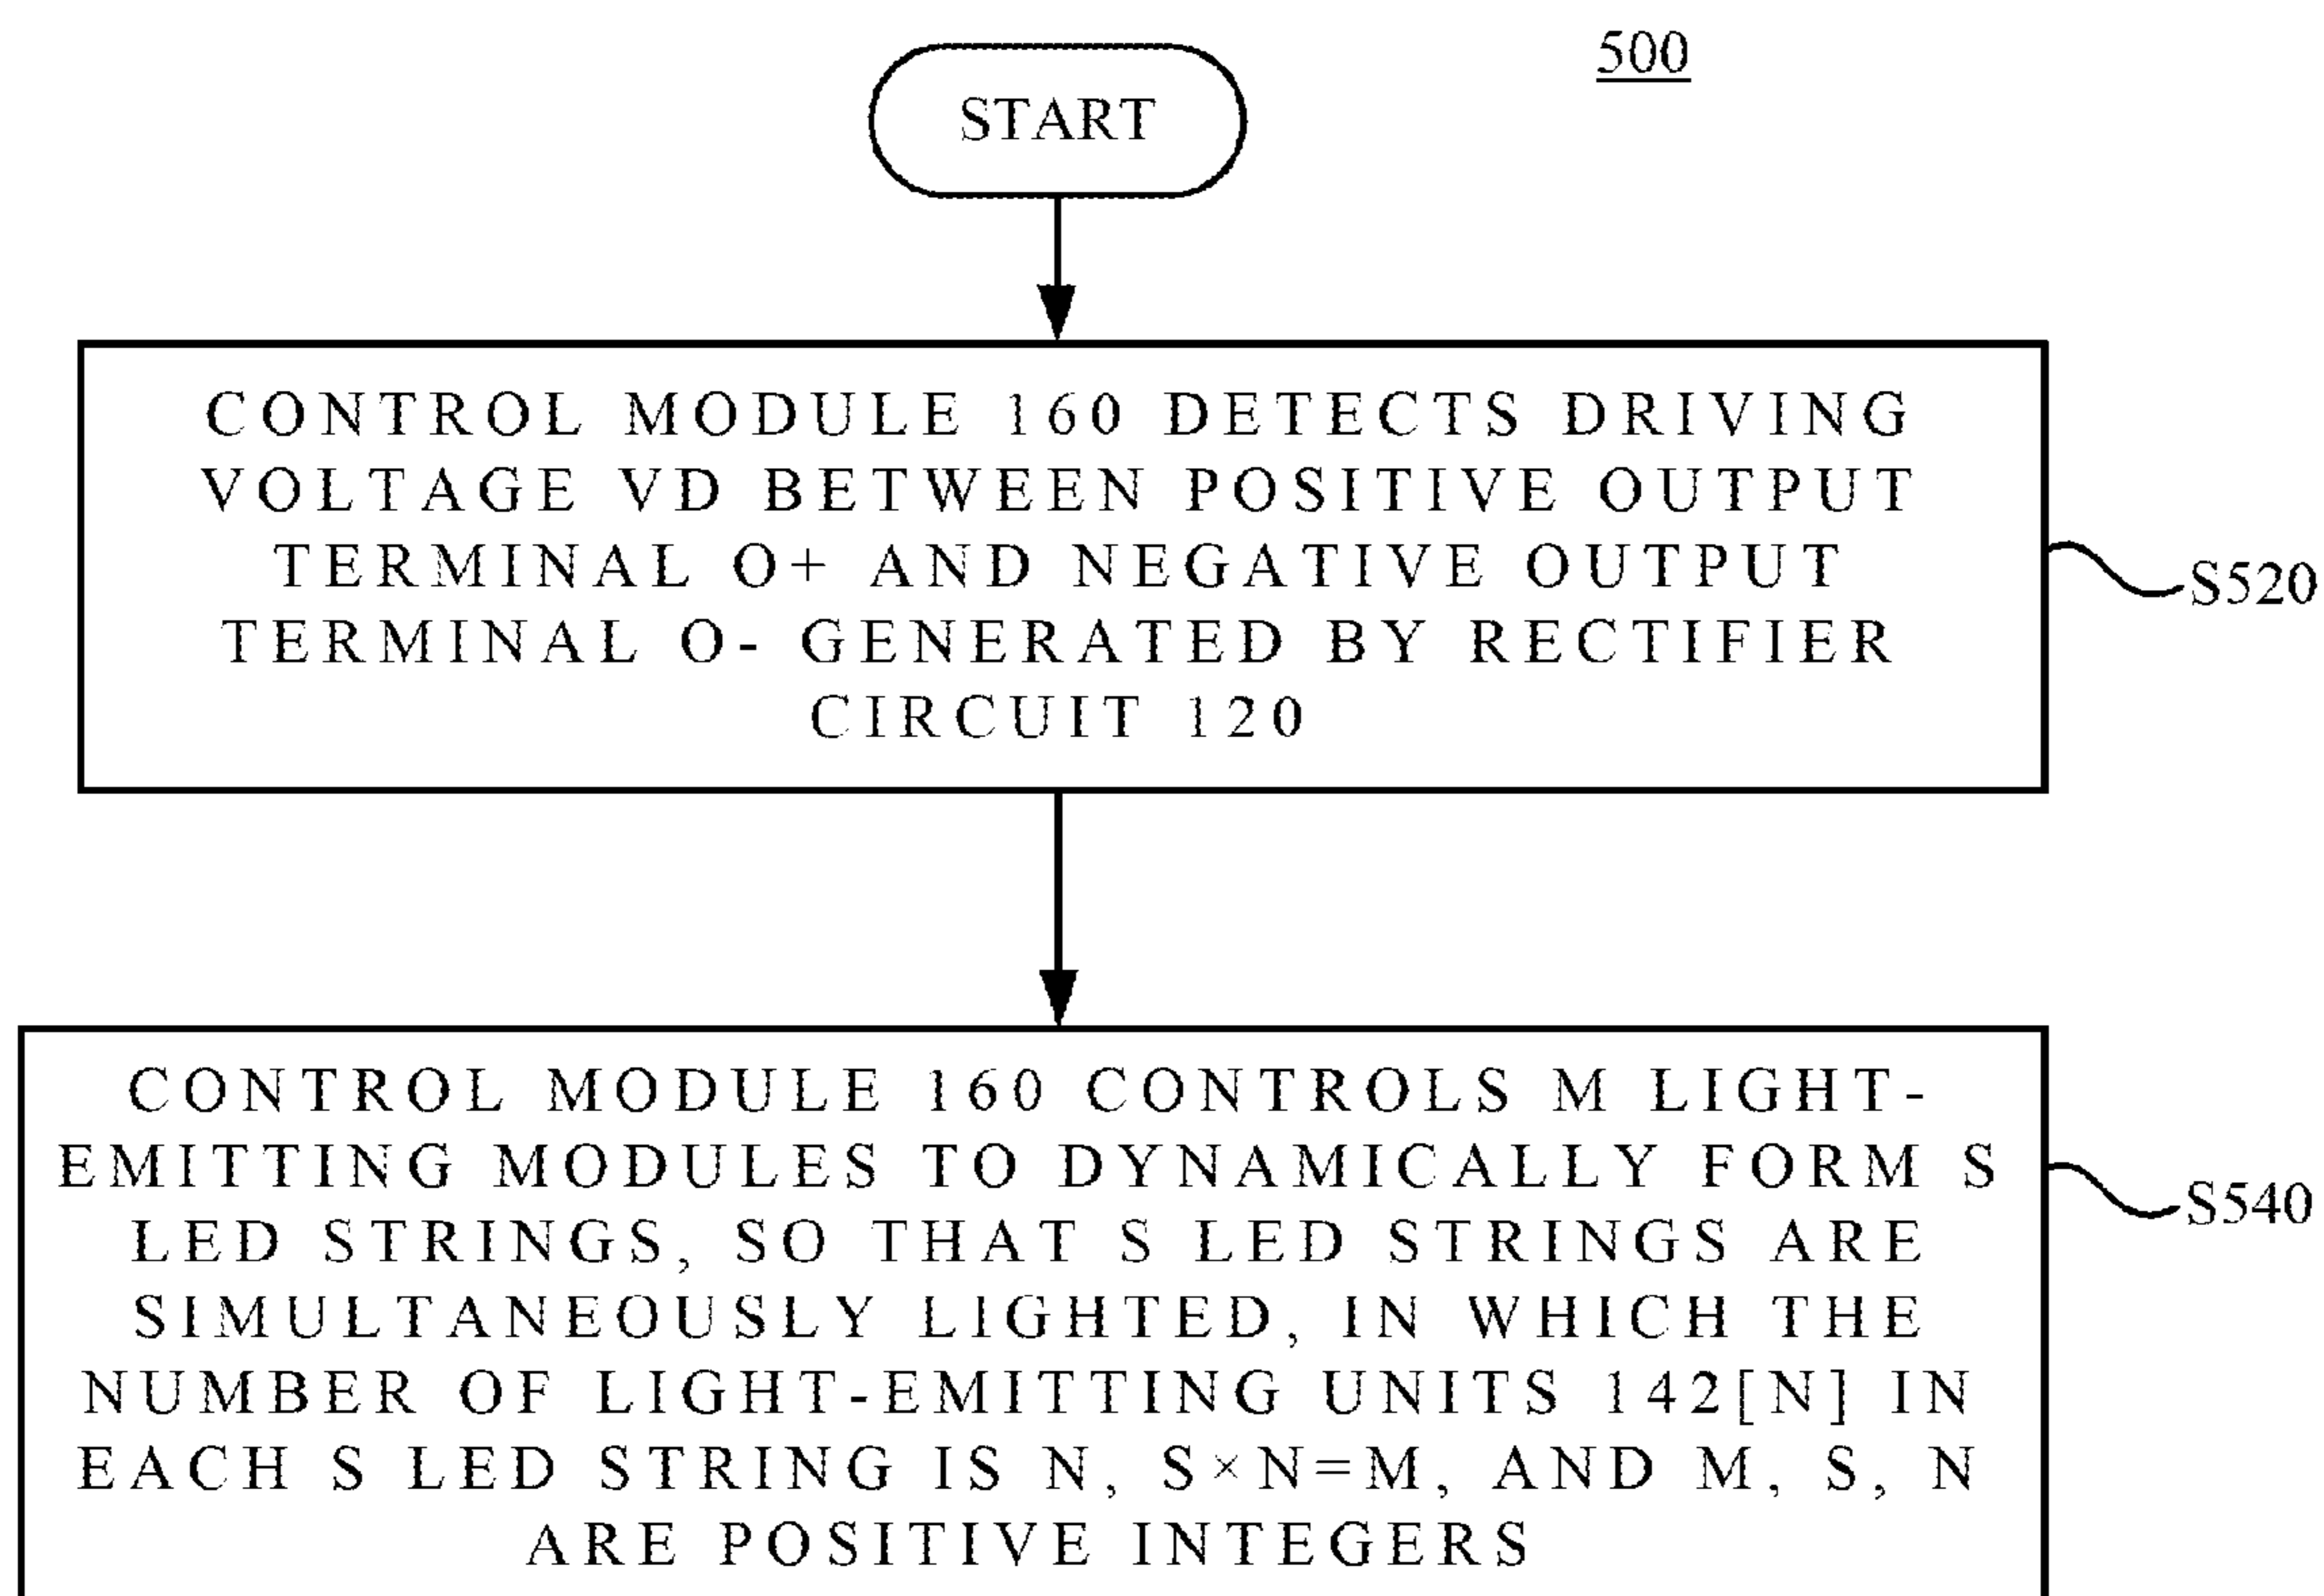 500
START
CONTROL MODULE 160 DETECTS DRIVING
VOLTAGE VD BETWEEN POSITIVE OUTPUT
TERMINAL O+ AND NEGATIVE OUTPUT
TERMINAL O- GENERATED BY RECTIFIER
CIRCUIT 120
S520
CONTROL MODULE 160 CONTROLS M LIGHT-
EMITTING MODULES TO DYNAMICALLY FORM S
LED STRINGS, SO THAT S LED STRINGS ARE
SIMULTANEOUSLY LIGHTED, IN WHICH THE
NUMBER OF LIGHT-EMITTING UNITS 142[N] IN
EACH S LED STRING IS N, S×N=M, AND M, S, N
ARE POSITIVE INTEGERS
S540